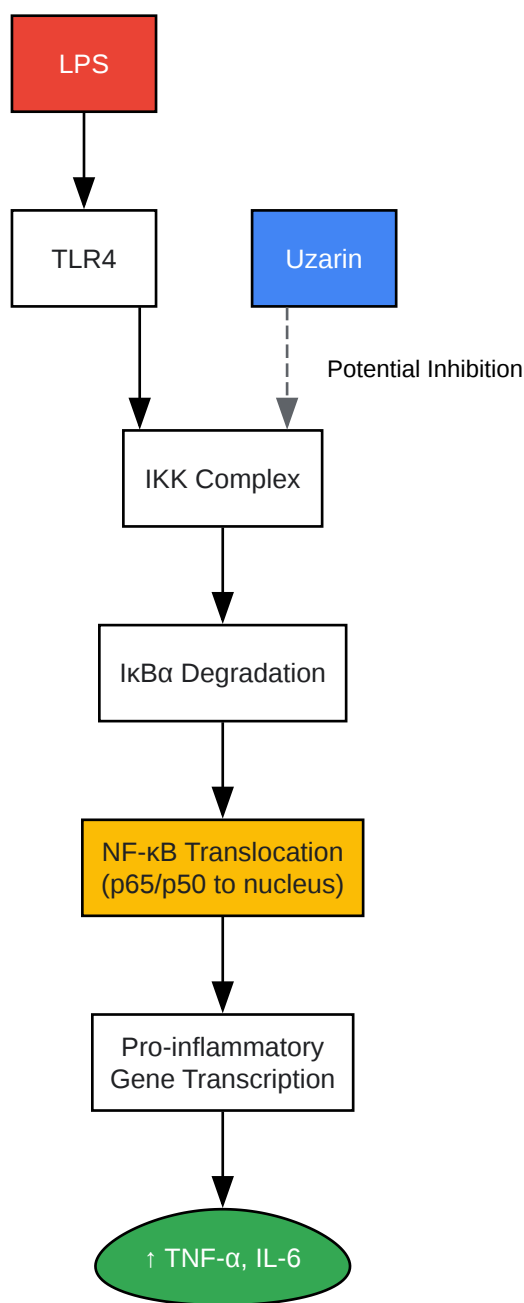 LPS
TLR4
Uzarin
Potential Inhibition
IKK Complex
IκBα Degradation
NF-κB Translocation
(p65/p50 to nucleus)
Pro-inflammatory
Gene Transcription
↑ TNF-α, IL-6